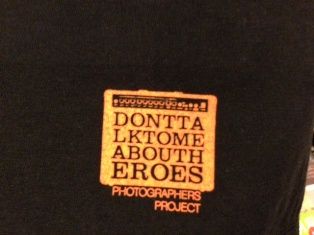 DONTTA
LKTOME
ABOUTH
EROES
PHOTOGRAPHERS
PROJECT